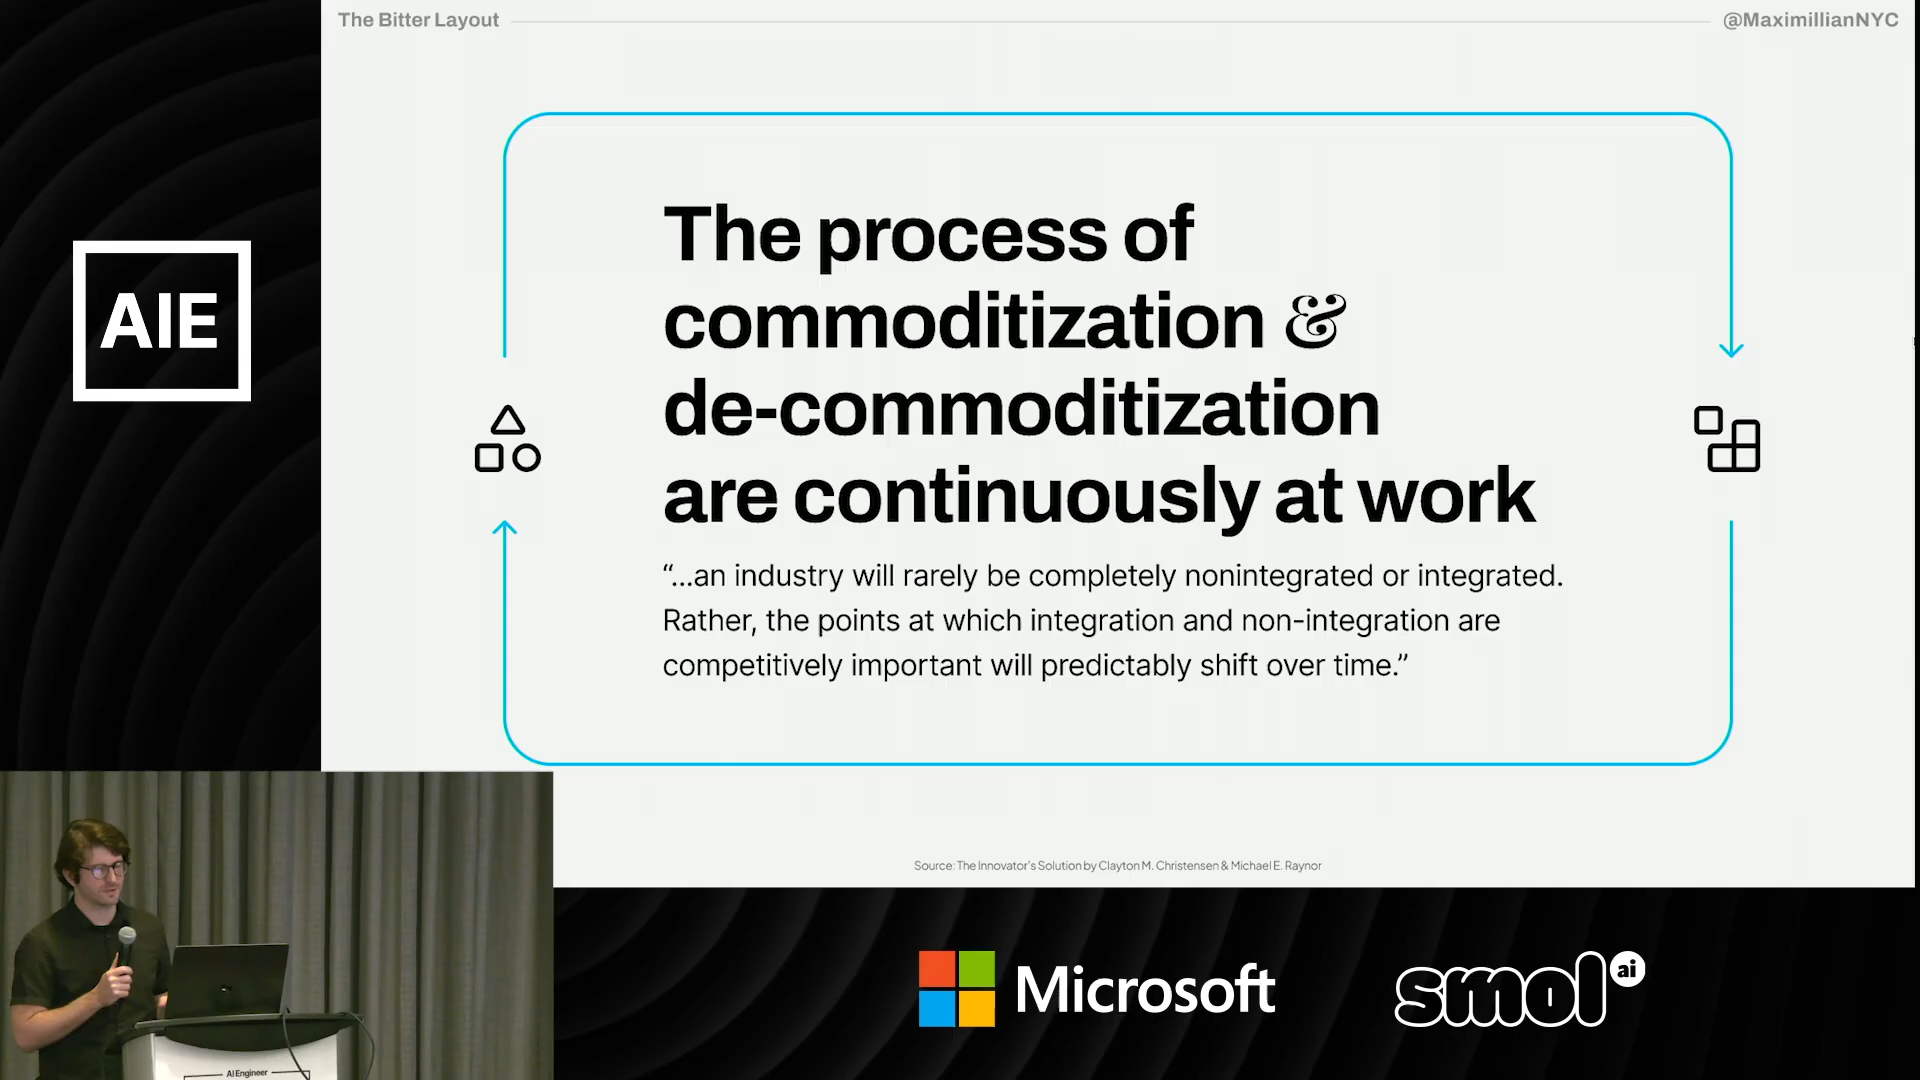 The Bitter Layout
@MaximillianNYC
AIE
The process of
commoditization &
de-commoditization
are continuously at work
“...an industry will rarely be completely nonintegrated or integrated.
Rather, the points at which integration and non-integration are
competitively important will predictably shift over time.”
Source: The Innovator's Solution by Clayton M. Christensen & Michael E. Raynor
Microsoft
smol ai
AI Engineer